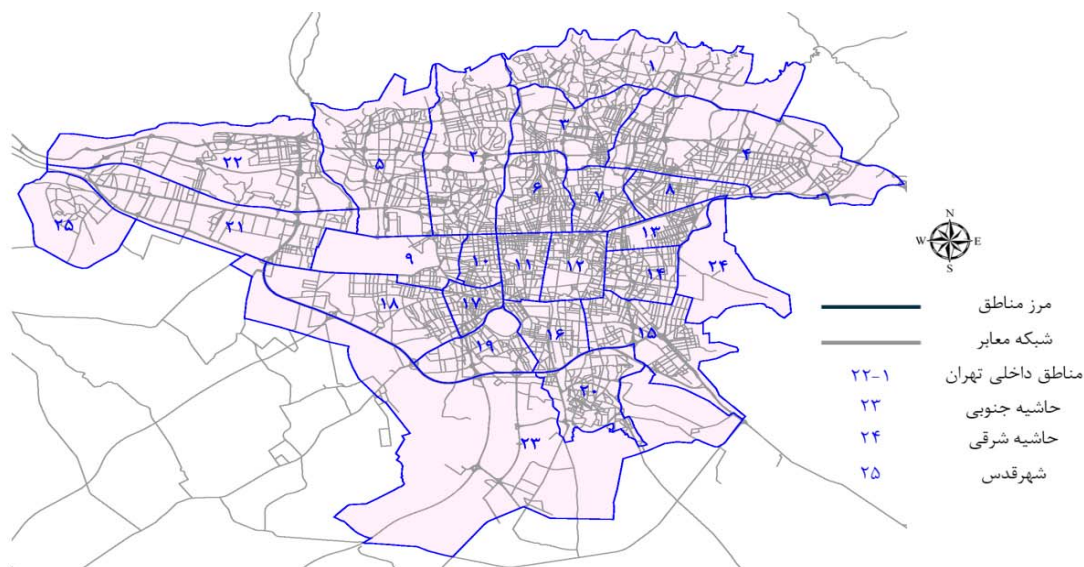 ۱
۳
۴
۲
۵
۲۲
۶
۷
۸
۲۵
۲۱
۱۳
۹
۱۰
۱۱
۱۲
۱۴
۲۴
۱۸
۱۷
۱۶
۱۵
۱۹
۲۰
۲۳
N
W E
S
مرز مناطق
شبکه معابر
مناطق داخلی تهران ۱-۲۲
حاشیه جنوبی ۲۳
حاشیه شرقی ۲۴
شهرقدس ۲۵